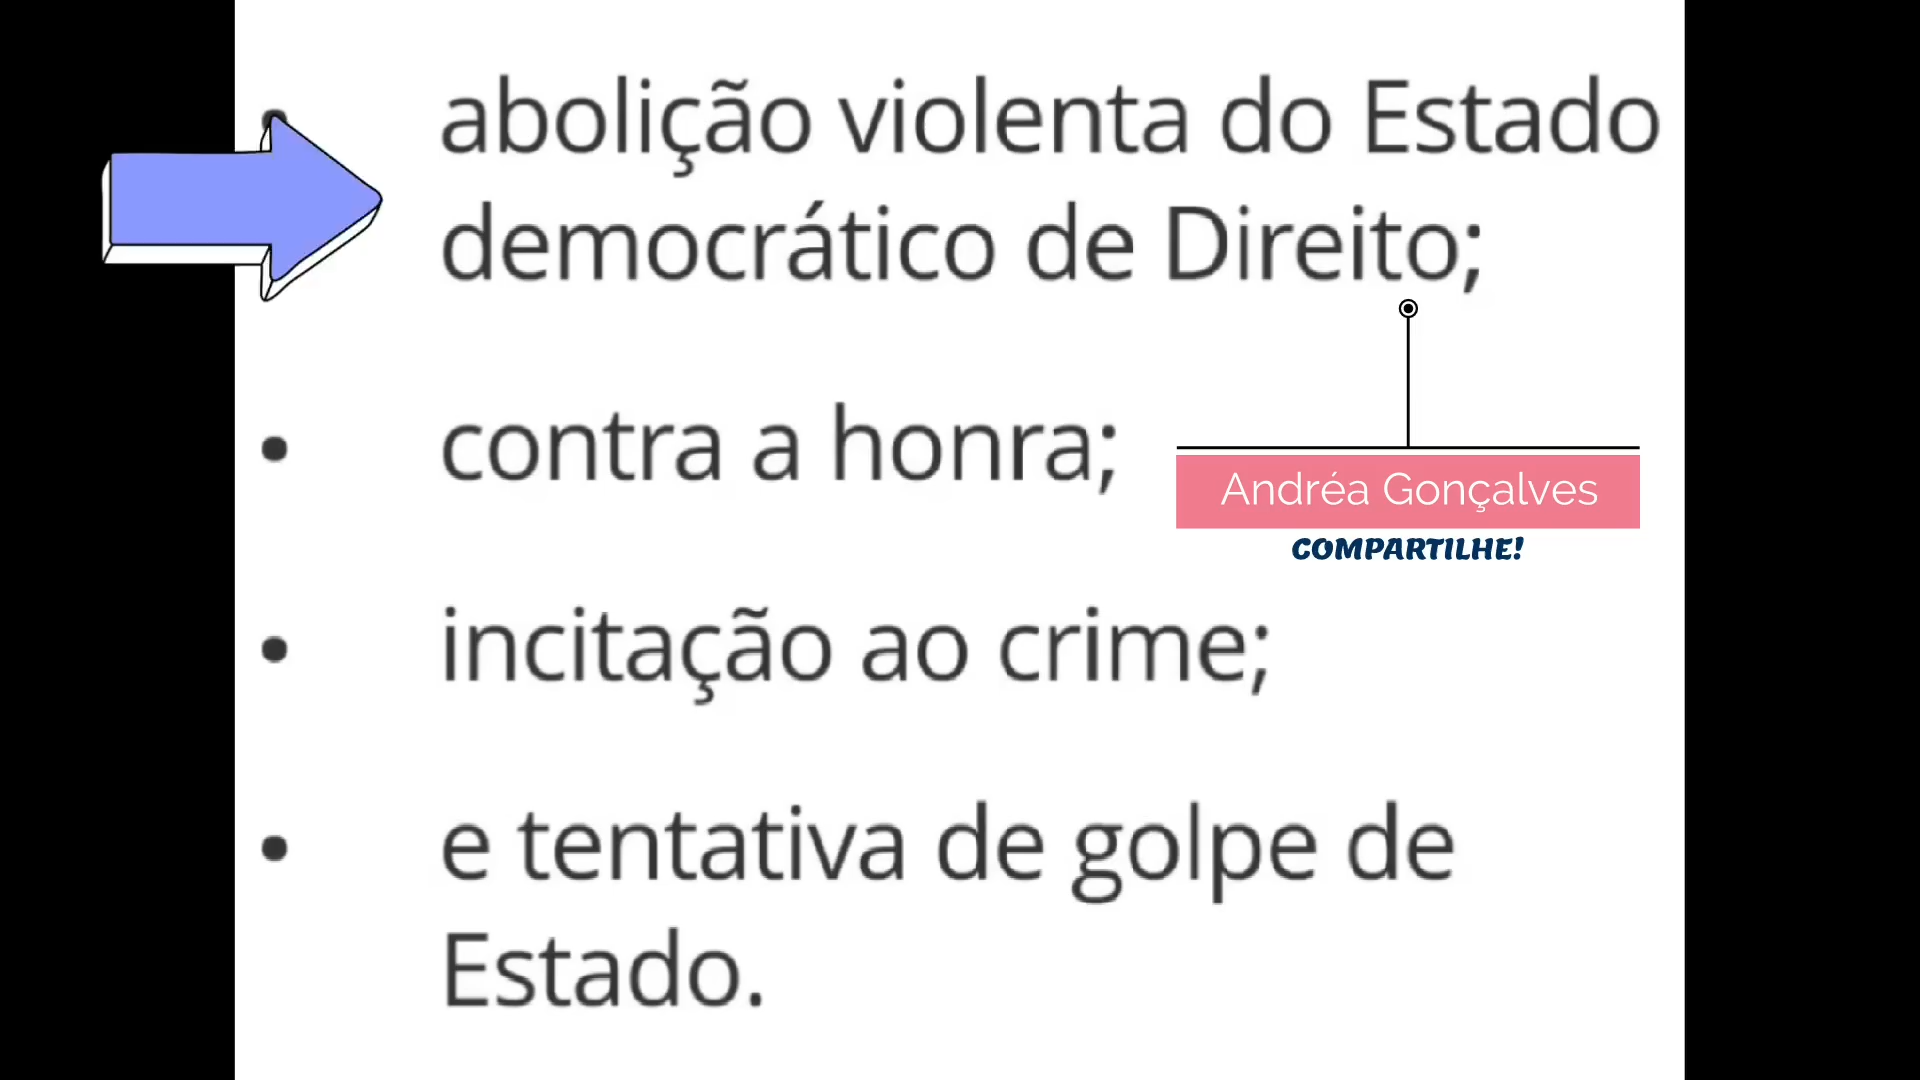 • abolição violenta do Estado
democrático de Direito;
• contra a honra;
Andréa Gonçalves
COMPARTILHE!
• incitação ao crime;
• e tentativa de golpe de
Estado.